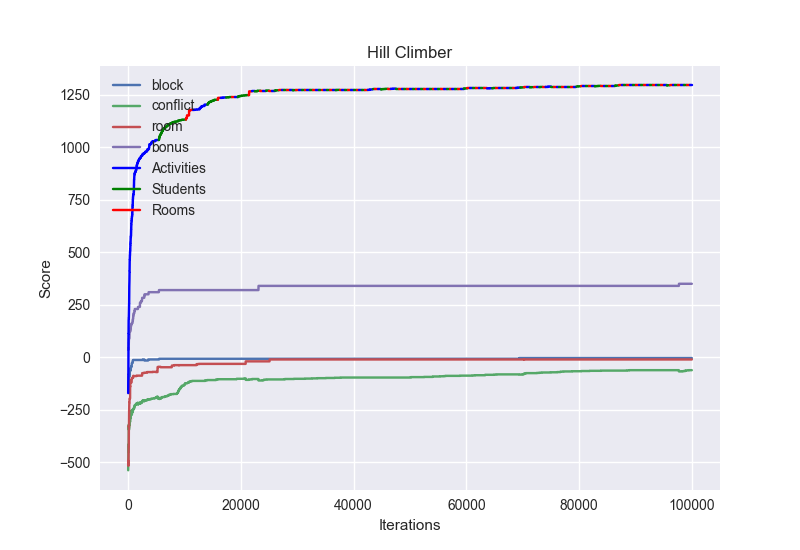 Hill Climber
block
conflict
room
bonus
Activities
Students
Rooms
1250
1000
750
500
250
0
−250
−500
Score
0 20000 40000 60000 80000 100000
Iterations